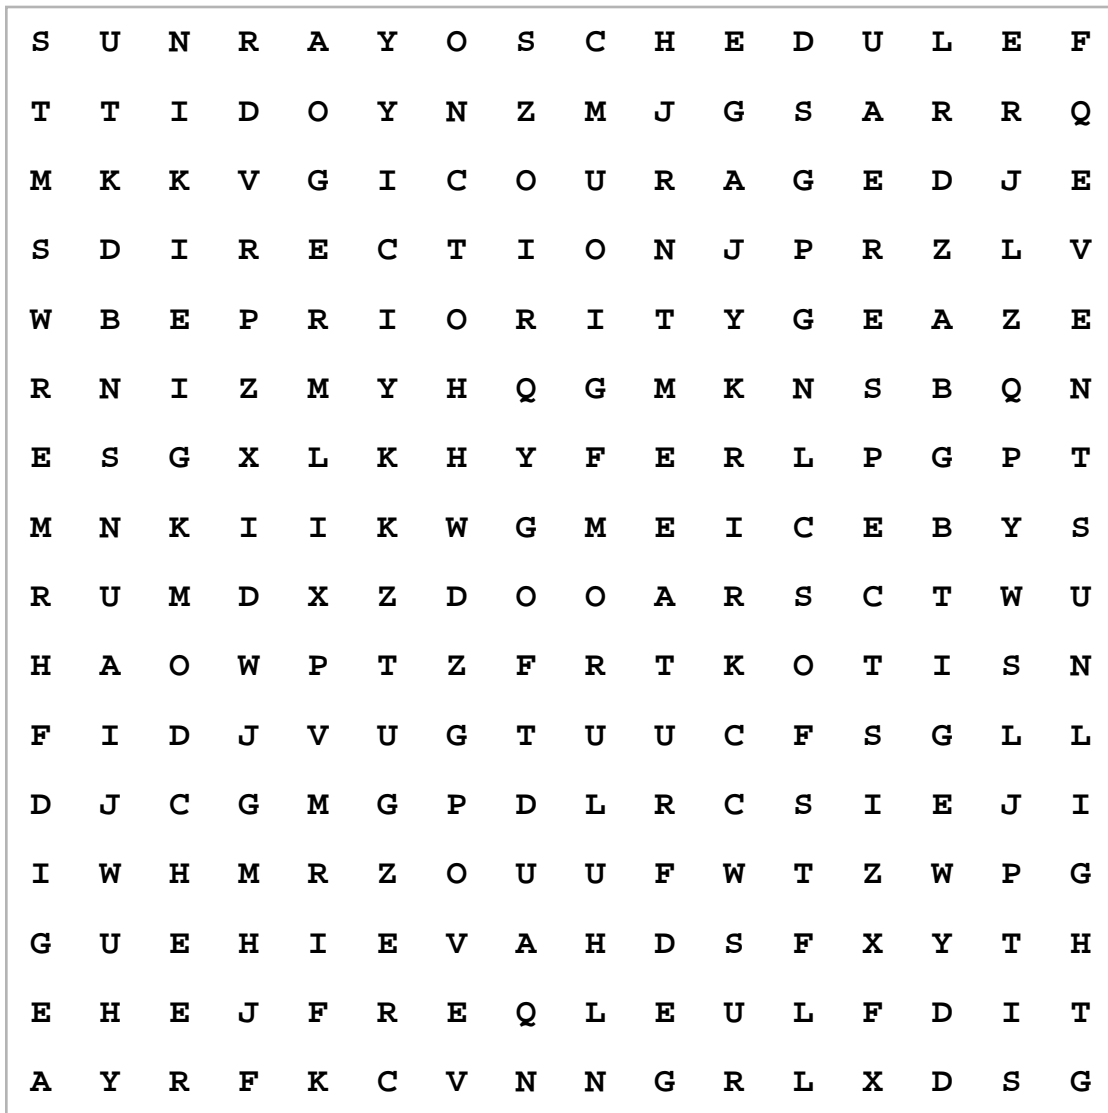 S U N R A Y O S C H E D U L E F
T T I D O Y N Z M J G S A R R Q
M K K V G I C O U R A G E D J E
S D I R E C T I O N J P R Z L V
W B E P R I O R I T Y G E A Z E
R N I Z M Y H Q G M K N S B Q N
E S G X L K H Y F E R L P G P T
M N K I I K W G M E I C E B Y S
R U M D X Z D O O A R S C T W U
H A O W P T Z F R T K O T I S N
F I D J V U G T U U C F S G L L
D J C G M G P D L R C S I E J I
I W H M R Z O U U F W T Z W P G
G U E H I E V A H D S F X Y T H
E H E J F R E Q L E U L F D I T
A Y R F K C V N N G R L X D S G